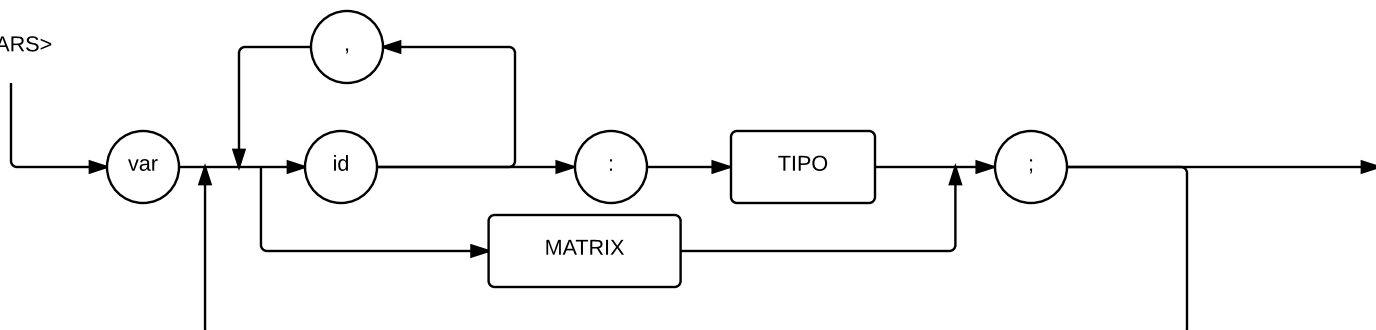 ARS>
,
var
id
:
TIPO
;
MATRIX